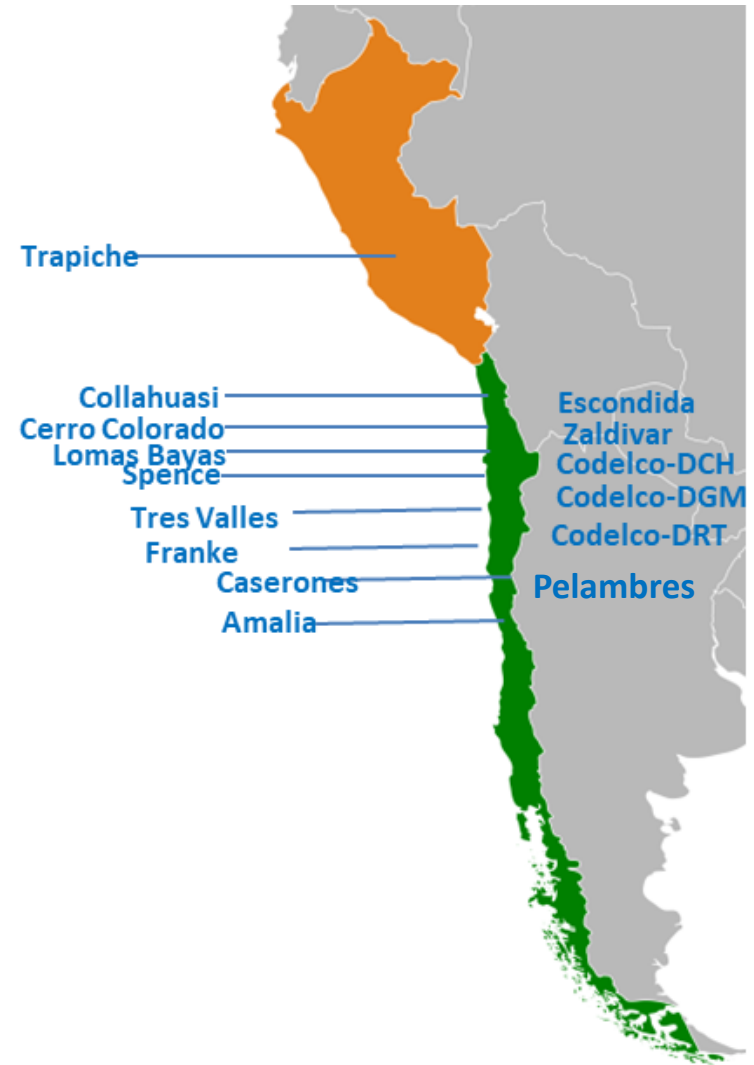 Trapiche
Collahuasi
Cerro Colorado
Lomas Bayas
Spence
Tres Valles
Franke
Caserones
Amalia
Escondida
Zaldivar
Codelco-DCH
Codelco-DGM
Codelco-DRT
Pelambres